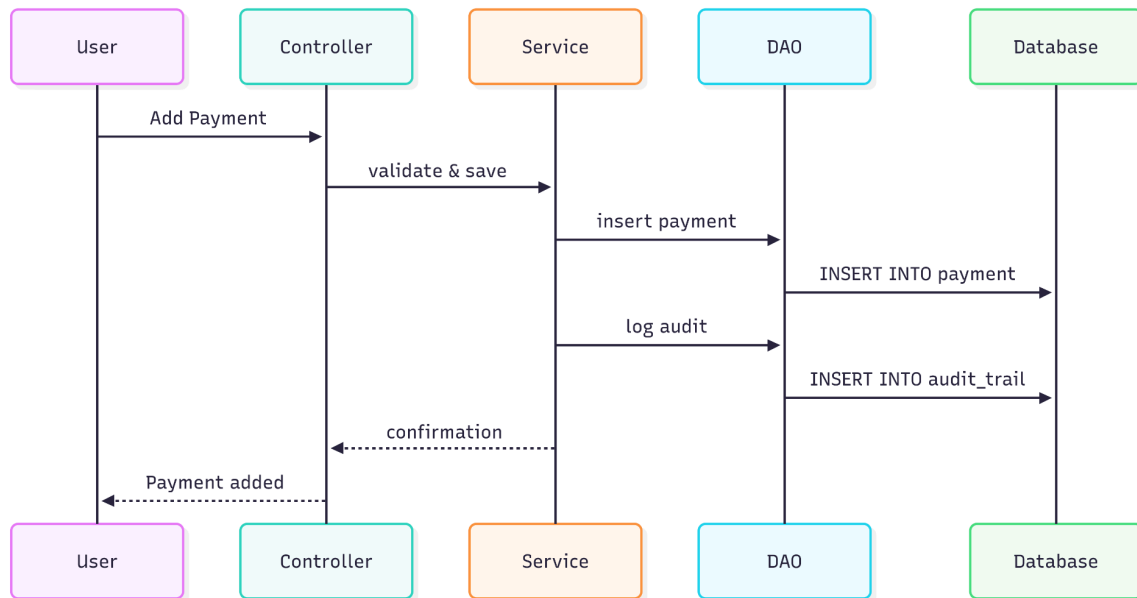 User
Controller
Service
DAO
Database
Add Payment
validate & save
insert payment
INSERT INTO payment
log audit
INSERT INTO audit_trail
confirmation
Payment added
User
Controller
Service
DAO
Database